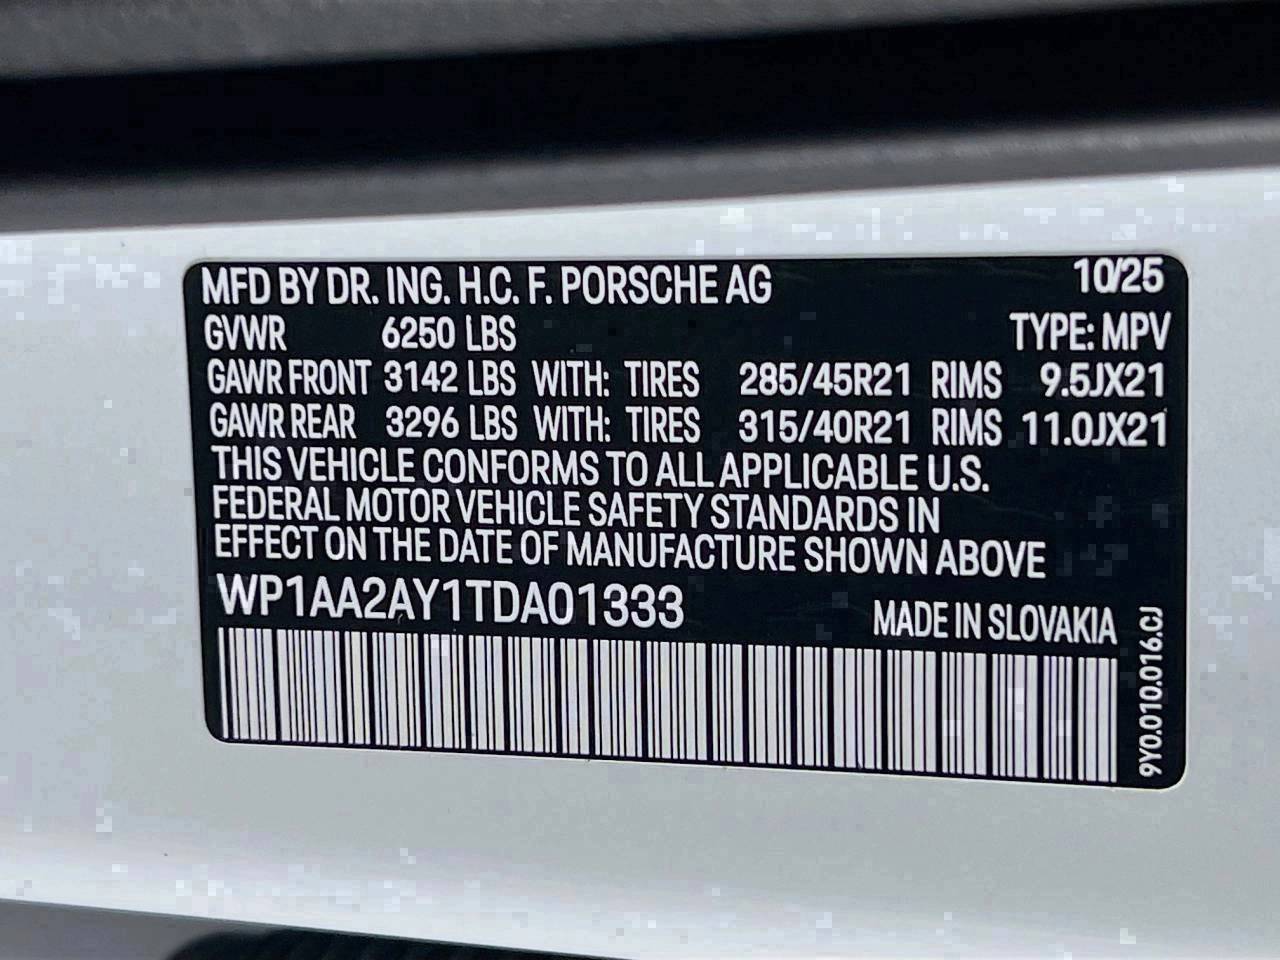 MFD BY DR. ING. H.C. F. PORSCHE AG 10/25
GVWR 6250 LBS TYPE: MPV
GAWR FRONT 3142 LBS WITH: TIRES 285/45R21 RIMS 9.5JX21
GAWR REAR 3296 LBS WITH: TIRES 315/40R21 RIMS 11.0JX21
THIS VEHICLE CONFORMS TO ALL APPLICABLE U.S.
FEDERAL MOTOR VEHICLE SAFETY STANDARDS IN
EFFECT ON THE DATE OF MANUFACTURE SHOWN ABOVE
WP1AA2AY1TDA01333 MADE IN SLOVAKIA
9Y0.010.016.CJ